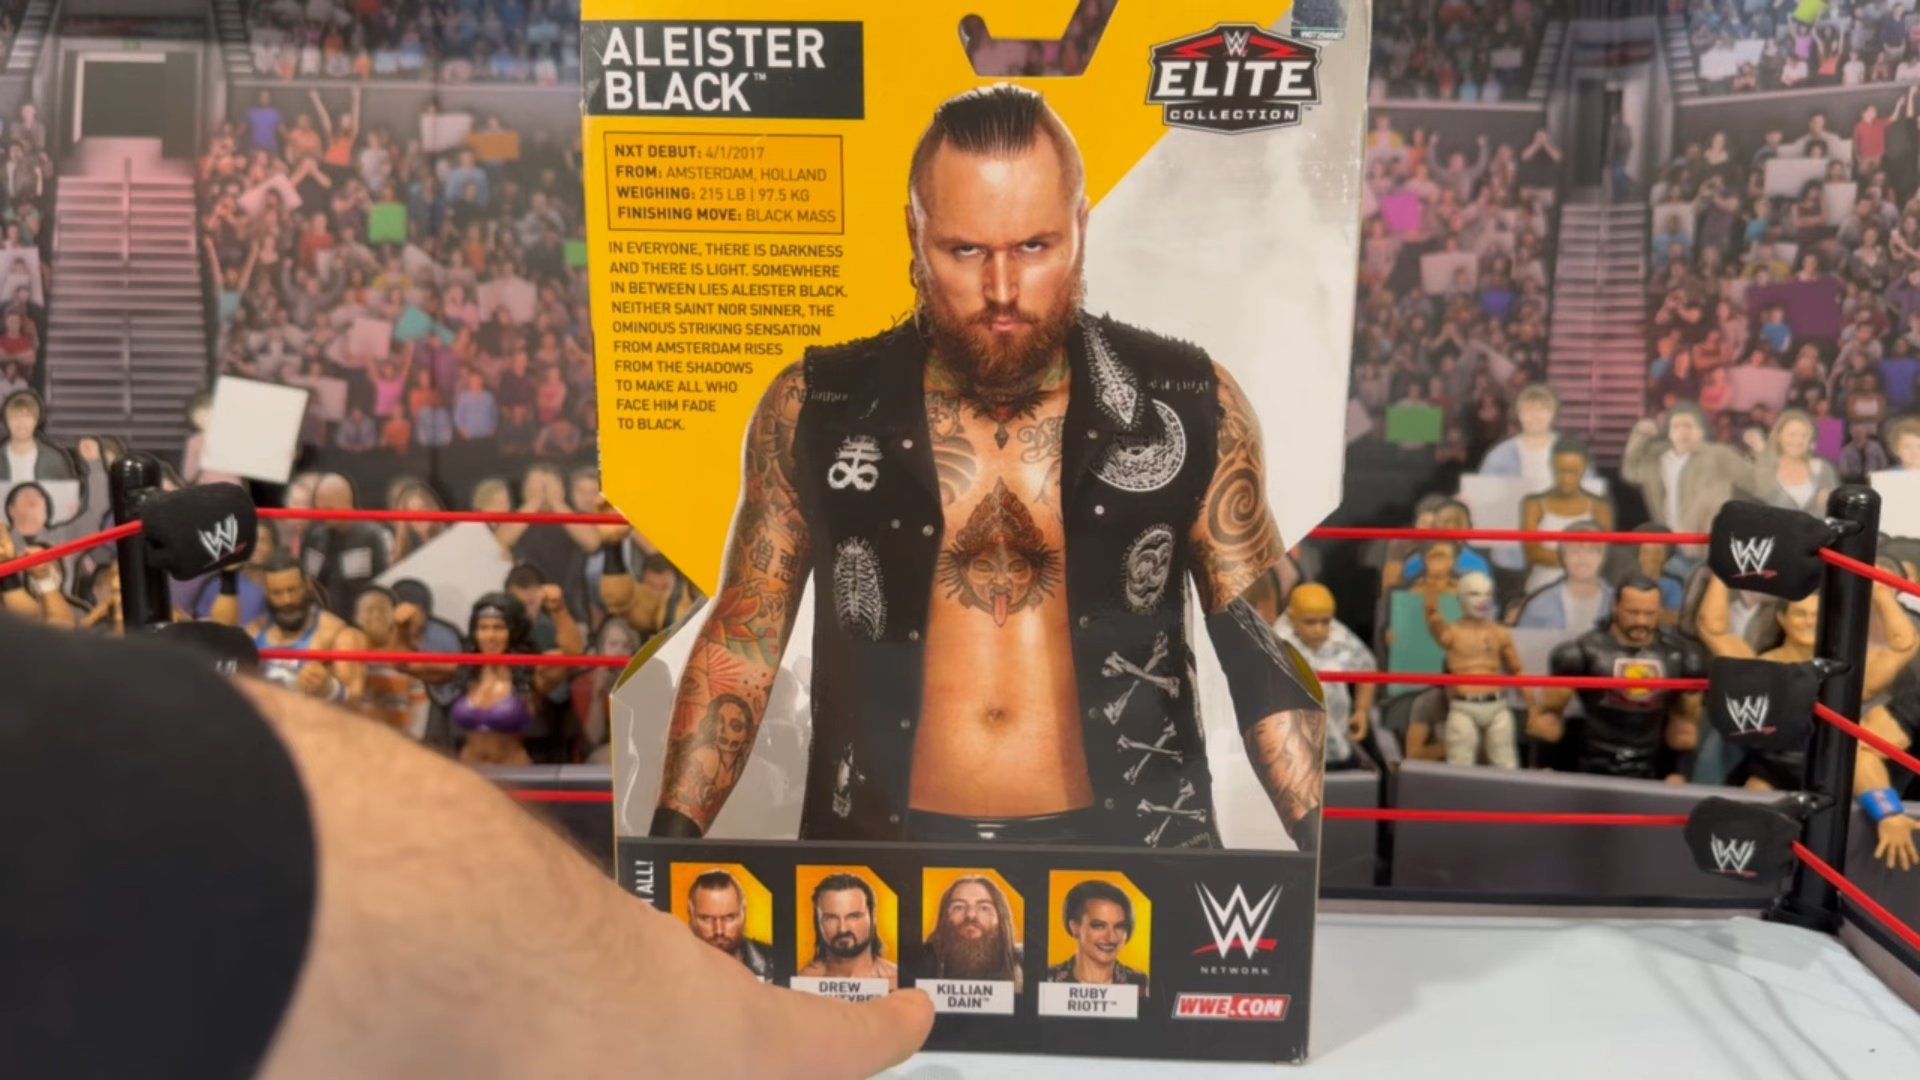 ALEISTER
BLACK™
NXT DEBUT: 4/1/2017
FROM: AMSTERDAM, HOLLAND
WEIGHING: 215 LB | 97.5 KG
FINISHING MOVE: BLACK MASS
IN EVERYONE, THERE IS DARKNESS
AND THERE IS LIGHT. SOMEWHERE
IN BETWEEN LIES ALEISTER BLACK.
NEITHER SAINT NOR SINNER, THE
OMINOUS STRIKING SENSATION
FROM AMSTERDAM RISES
FROM THE SHADOWS
TO MAKE ALL WHO
FACE HIM FADE
TO BLACK.
W
ELITE
COLLECTION™
ALL!
DREW
KILLIAN
DAIN™
RUBY
RIOTT™
W
NETWORK
WWE.COM
W
W
W
W